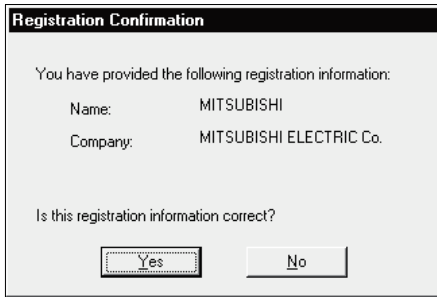 Registration Confirmation
You have provided the following registration information:
Name: MITSUBISHI
Company: MITSUBISHI ELECTRIC Co.
Is this registration information correct?
Yes No